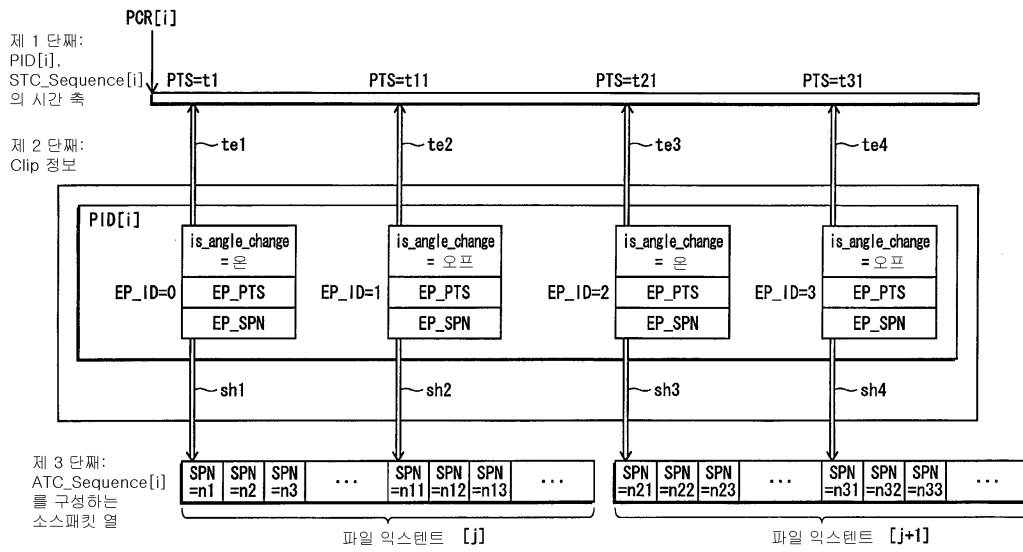 PCR[i]
제 1 단째:
PID[i],
STC_Sequence[i]
의 시간 축
PTS=t1
PTS=t11
PTS=t21
PTS=t31
제 2 단째:
Clip 정보
te1
te2
te3
te4
PID[i]
is_angle_change
= 온
is_angle_change
= 오프
is_angle_change
= 온
is_angle_change
= 오프
EP_ID=0
EP_PTS
EP_ID=1
EP_PTS
EP_ID=2
EP_PTS
EP_ID=3
EP_PTS
EP_SPN
EP_SPN
EP_SPN
EP_SPN
sh1
sh2
sh3
sh4
제 3 단째:
ATC_Sequence[i]
를 구성하는
소스패킷 열
SPN
=n1
SPN
=n2
SPN
=n3
...
SPN
=n11
SPN
=n12
SPN
=n13
...
SPN
=n21
SPN
=n22
SPN
=n23
...
SPN
=n31
SPN
=n32
SPN
=n33
...
파일 익스텐트 [j]
파일 익스텐트 [j+1]